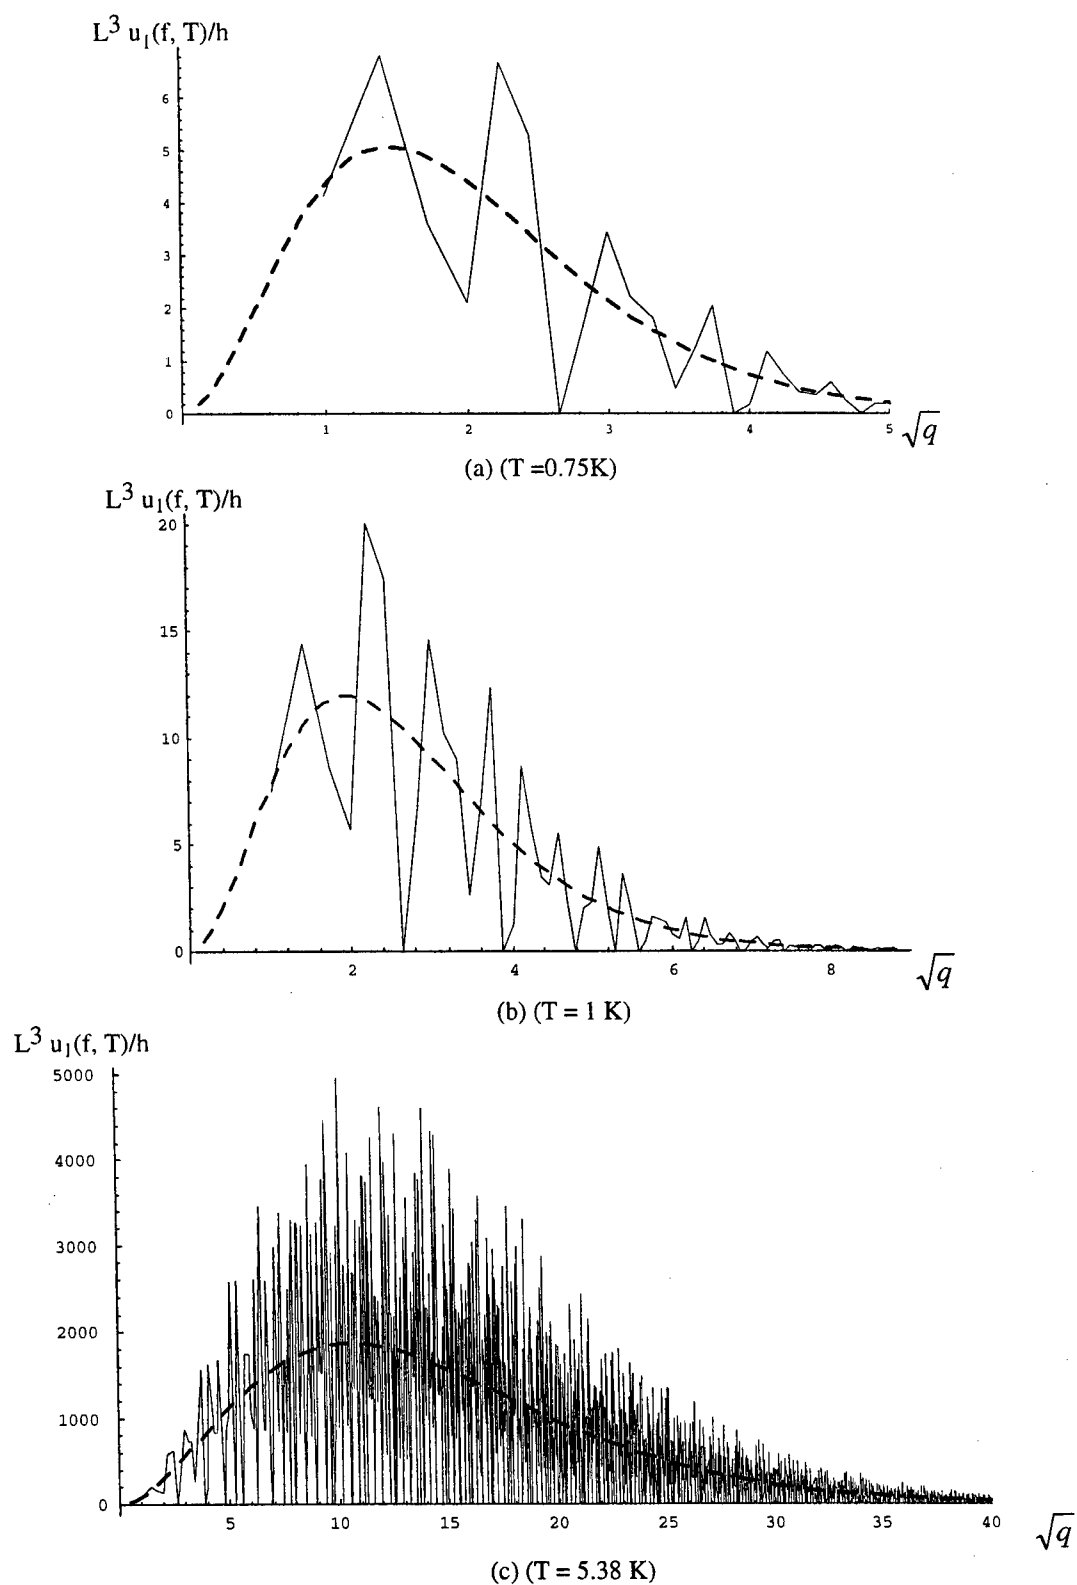 L³ u₁(f, T)/h
6
5
4
3
2
1
0
1 2 3 4 5 √q
(a) (T =0.75K)
L³ u₁(f, T)/h
20
15
10
5
0
2 4 6 8 √q
(b) (T = 1 K)
L³ u₁(f, T)/h
5000
4000
3000
2000
1000
0
5 10 15 20 25 30 35 40 √q
(c) (T = 5.38 K)